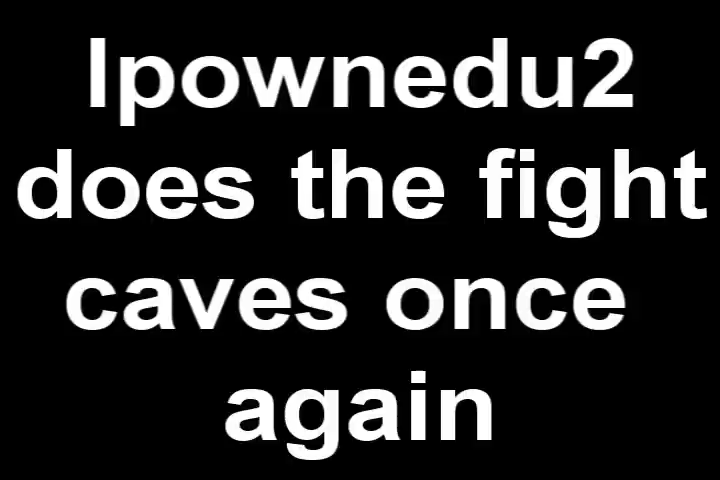 Ipownedu2
does the fight
caves once
again